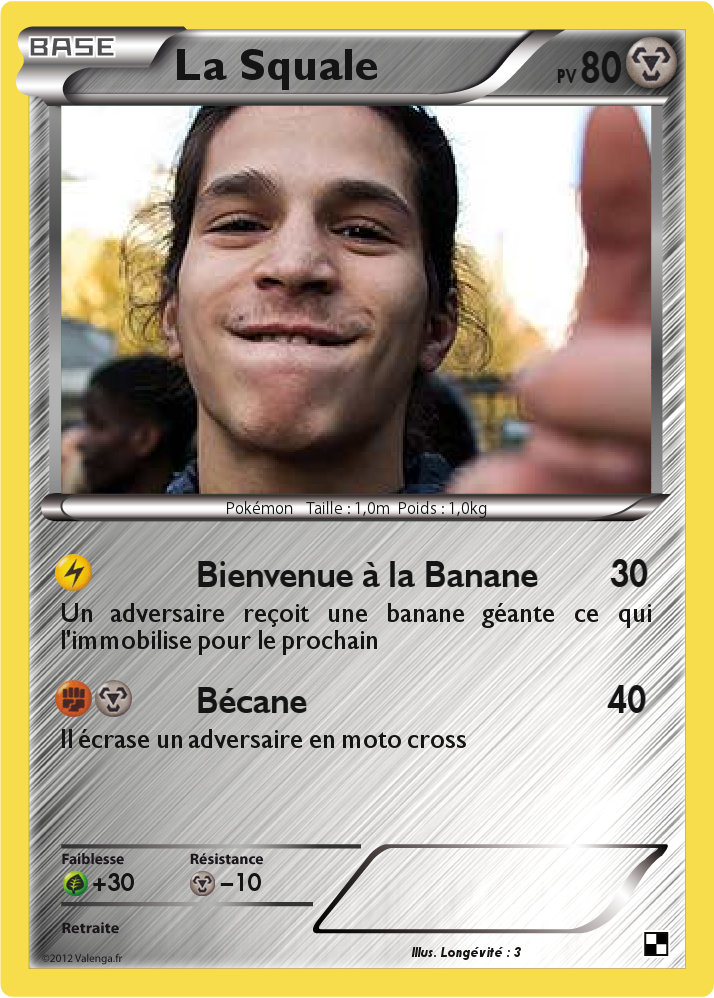 BASE
La Squale
PV 80
Pokémon Taille : 1,0m Poids : 1,0kg
Bienvenue à la Banane 30
Un adversaire reçoit une banane géante ce qui
l'immobilise pour le prochain
Bécane 40
Il écrase un adversaire en moto cross
Faiblesse Résistance
+30 −10
Retraite
Illus. Longévité : 3
©2012 Valenga.fr